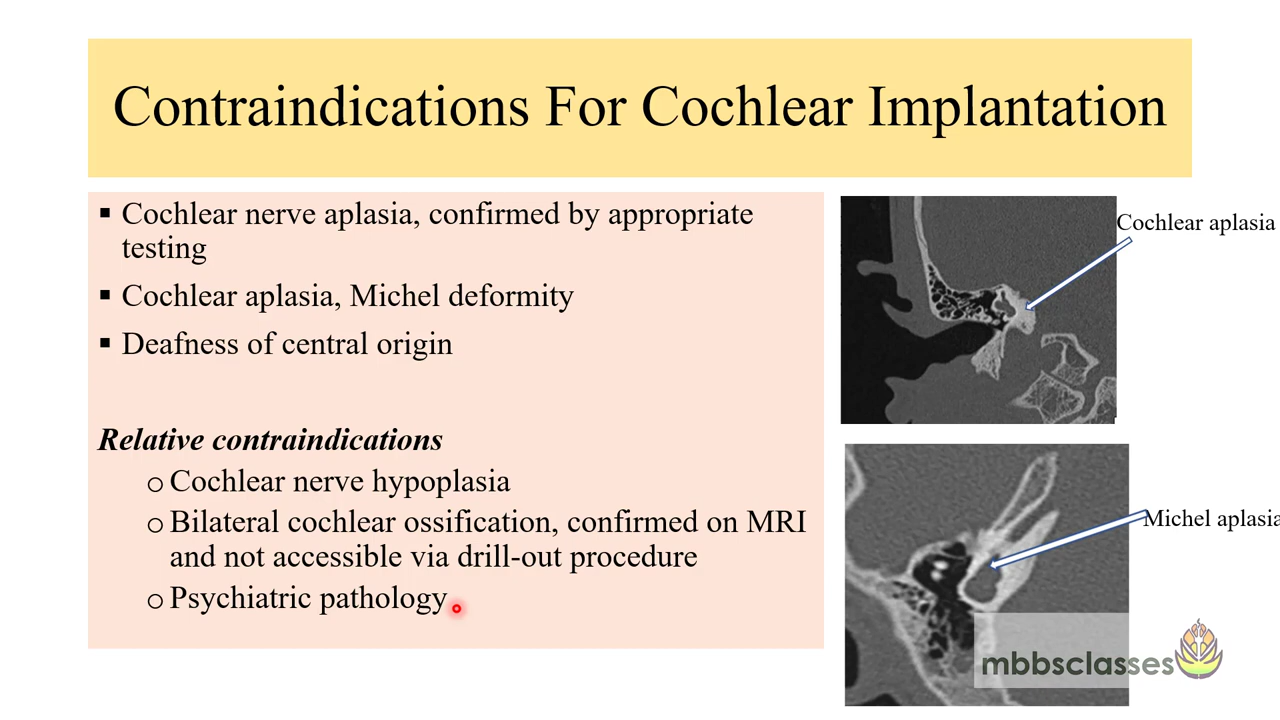 Contraindications For Cochlear Implantation
▪ Cochlear nerve aplasia, confirmed by appropriate
testing
▪ Cochlear aplasia, Michel deformity
▪ Deafness of central origin
Relative contraindications
o Cochlear nerve hypoplasia
o Bilateral cochlear ossification, confirmed on MRI
and not accessible via drill-out procedure
o Psychiatric pathology
Cochlear aplasia
Michel aplasia
mbbsclasses